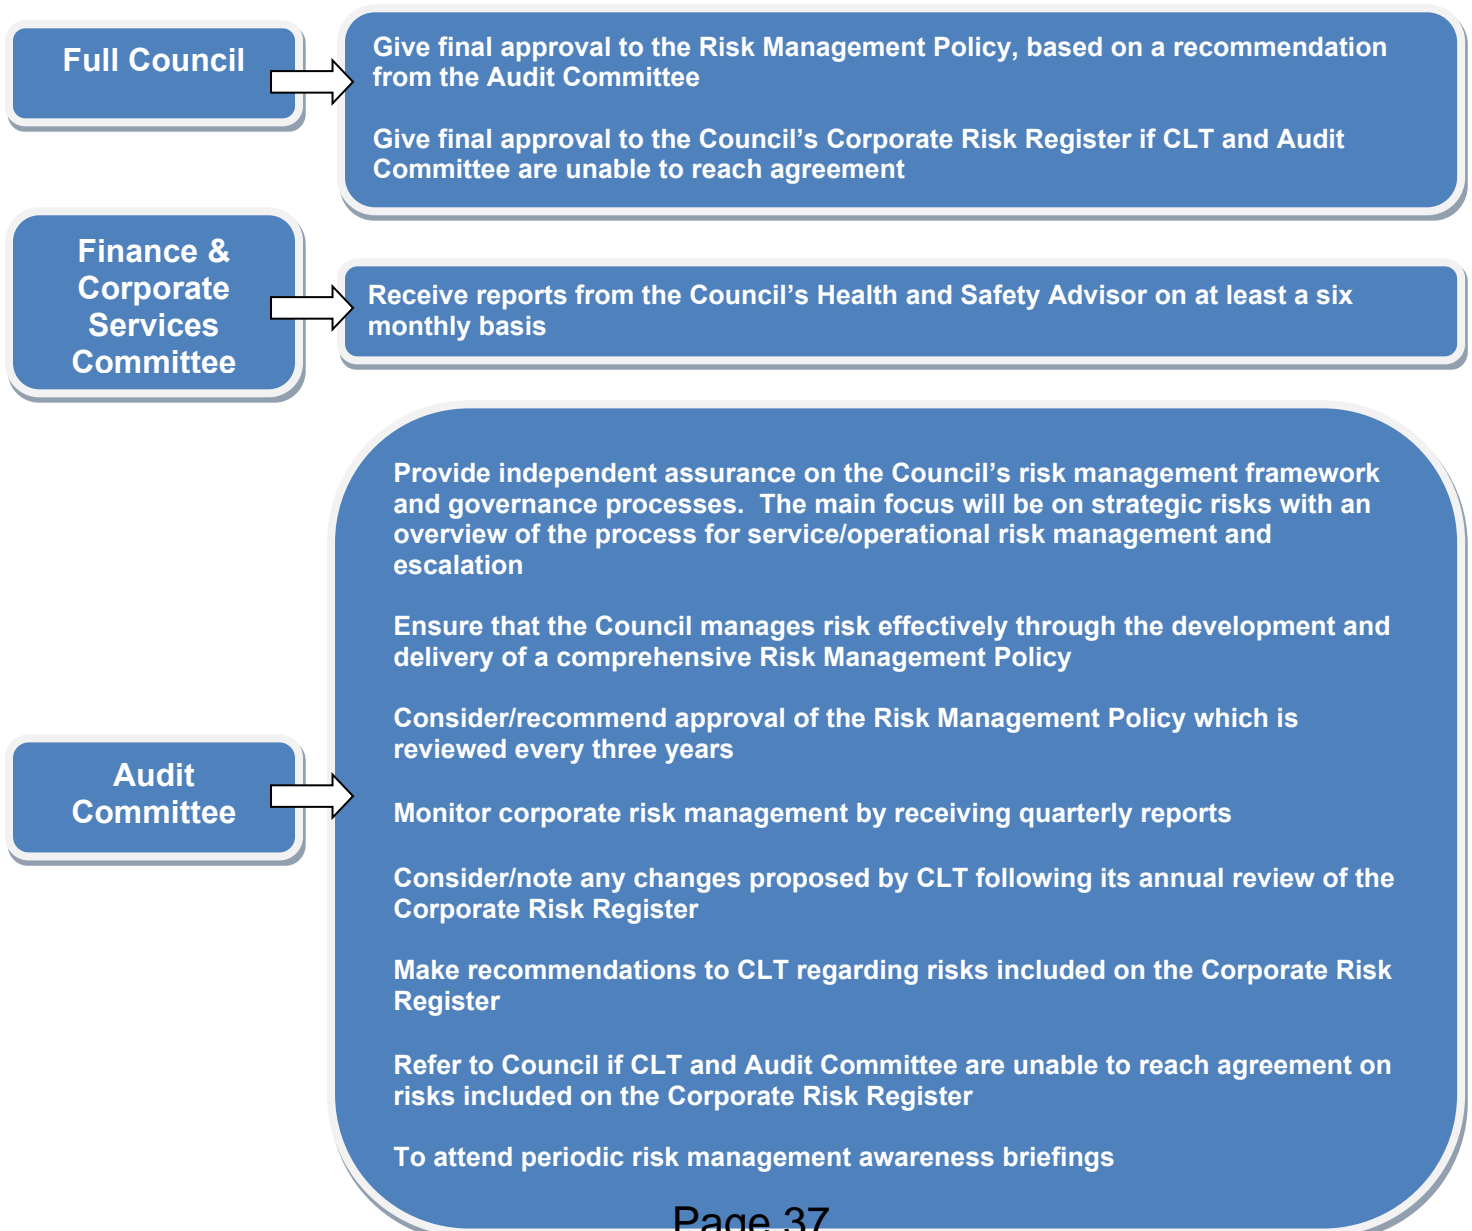 Full Council
Give final approval to the Risk Management Policy, based on a recommendation
from the Audit Committee
Give final approval to the Council’s Corporate Risk Register if CLT and Audit
Committee are unable to reach agreement
Finance &
Corporate
Services
Committee
Receive reports from the Council’s Health and Safety Advisor on at least a six
monthly basis
Audit
Committee
Provide independent assurance on the Council’s risk management framework
and governance processes.  The main focus will be on strategic risks with an
overview of the process for service/operational risk management and
escalation
Ensure that the Council manages risk effectively through the development and
delivery of a comprehensive Risk Management Policy
Consider/recommend approval of the Risk Management Policy which is
reviewed every three years
Monitor corporate risk management by receiving quarterly reports
Consider/note any changes proposed by CLT following its annual review of the
Corporate Risk Register
Make recommendations to CLT regarding risks included on the Corporate Risk
Register
Refer to Council if CLT and Audit Committee are unable to reach agreement on
risks included on the Corporate Risk Register
To attend periodic risk management awareness briefings
Page 37